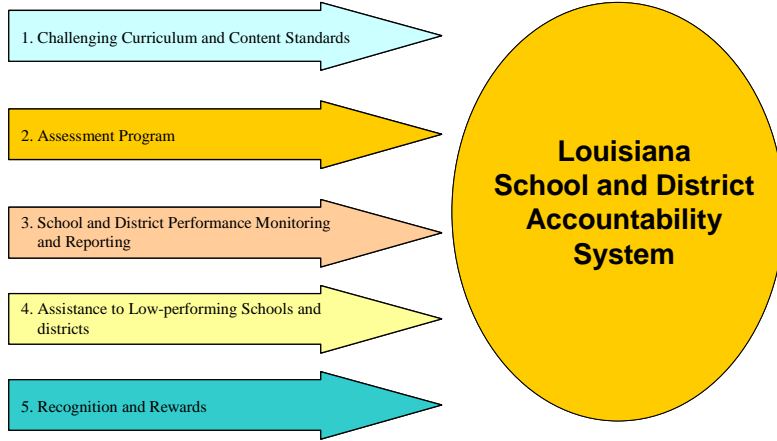 1. Challenging Curriculum and Content Standards
2. Assessment Program
3. School and District Performance Monitoring
and Reporting
4. Assistance to Low-performing Schools and
districts
5. Recognition and Rewards
Louisiana
School and District
Accountability
System